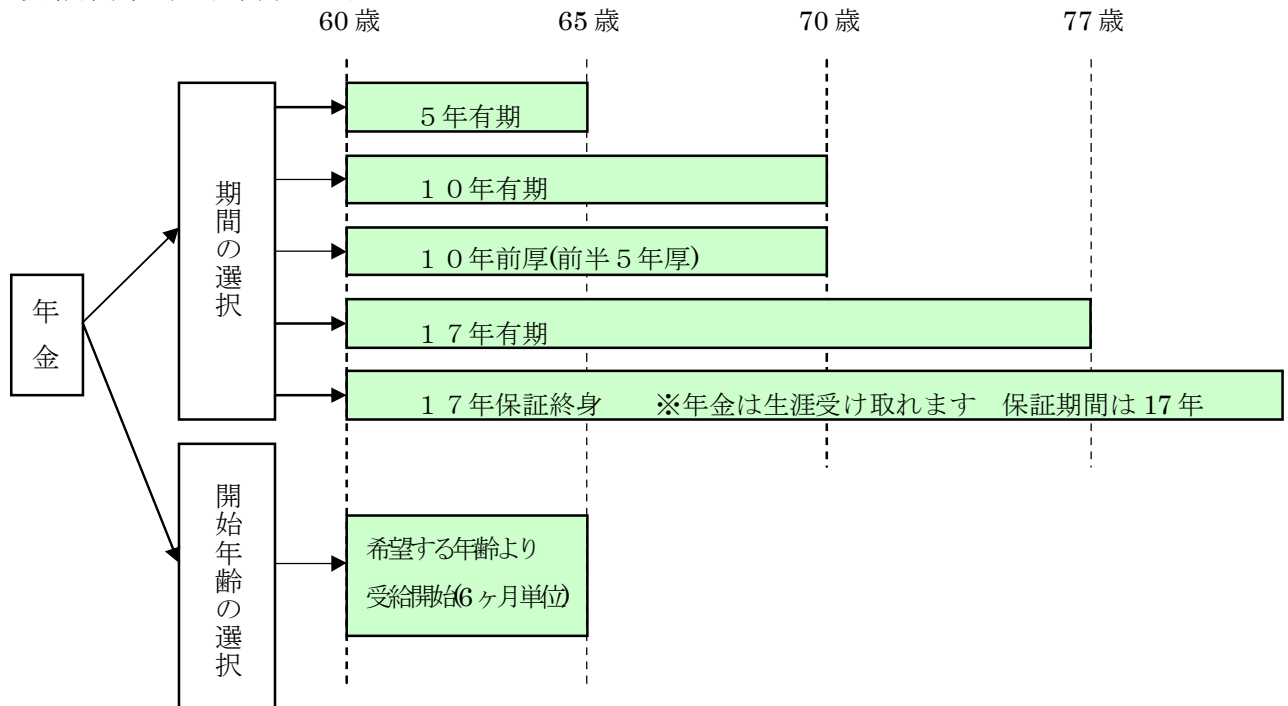 60歳
65歳
70歳
77歳
年金
期間の選択
5年有期
10年有期
10年前厚(前半5年厚)
17年有期
17年保証終身 ※年金は生涯受け取れます 保証期間は17年
開始年齢の選択
希望する年齢より
受給開始(6ヶ月単位)